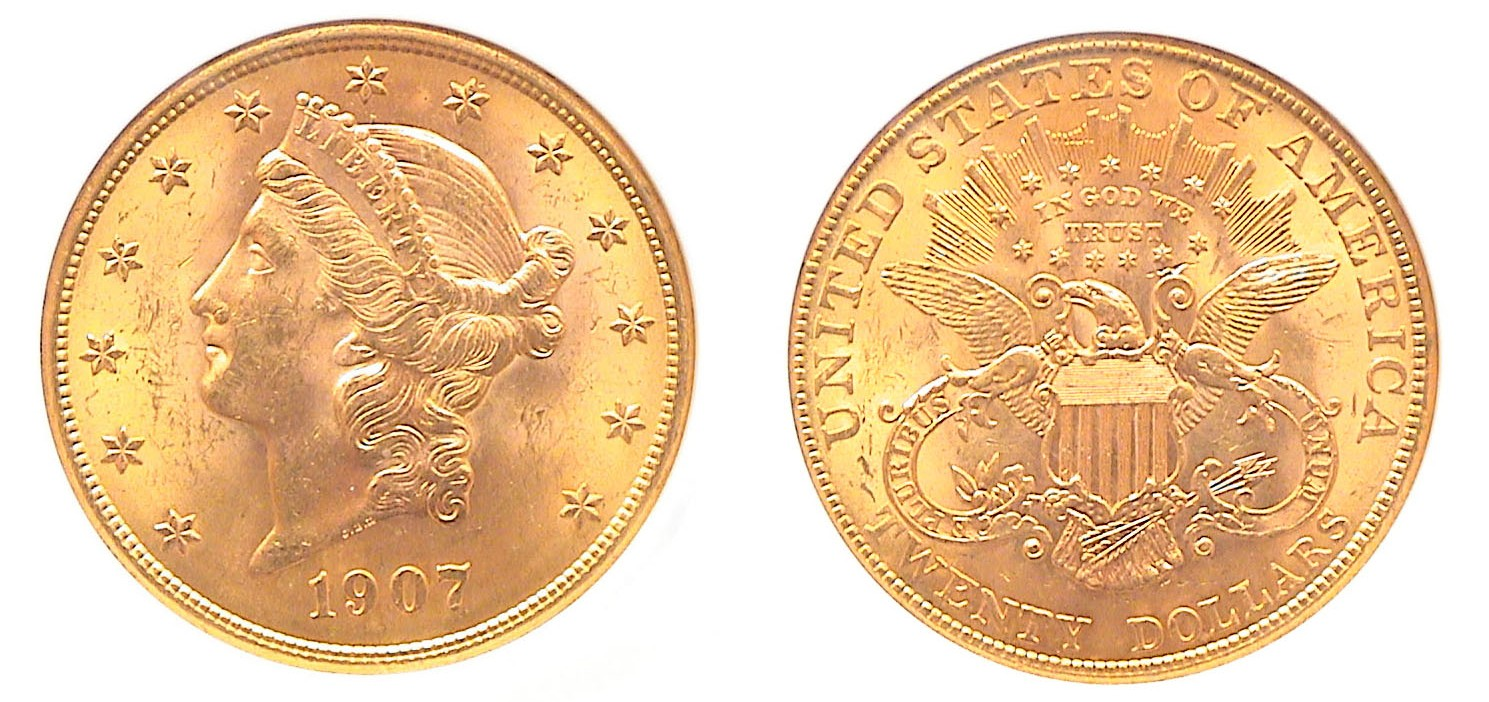 LIBERTY
1907
UNITED STATES OF AMERICA
IN GOD WE
TRUST
E PLURIBUS UNUM
TWENTY DOLLARS